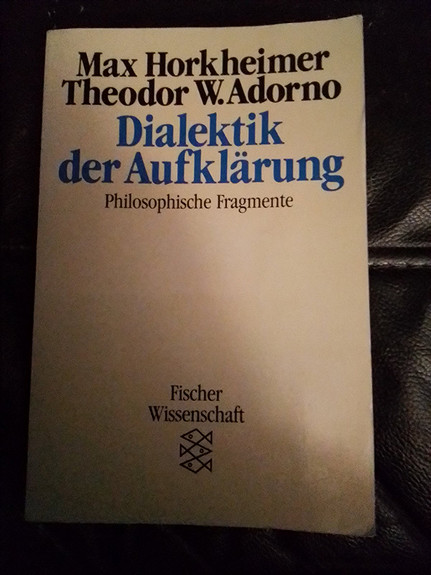 Max Horkheimer
Theodor W. Adorno
Dialektik
der Aufklärung
Philosophische Fragmente
Fischer
Wissenschaft